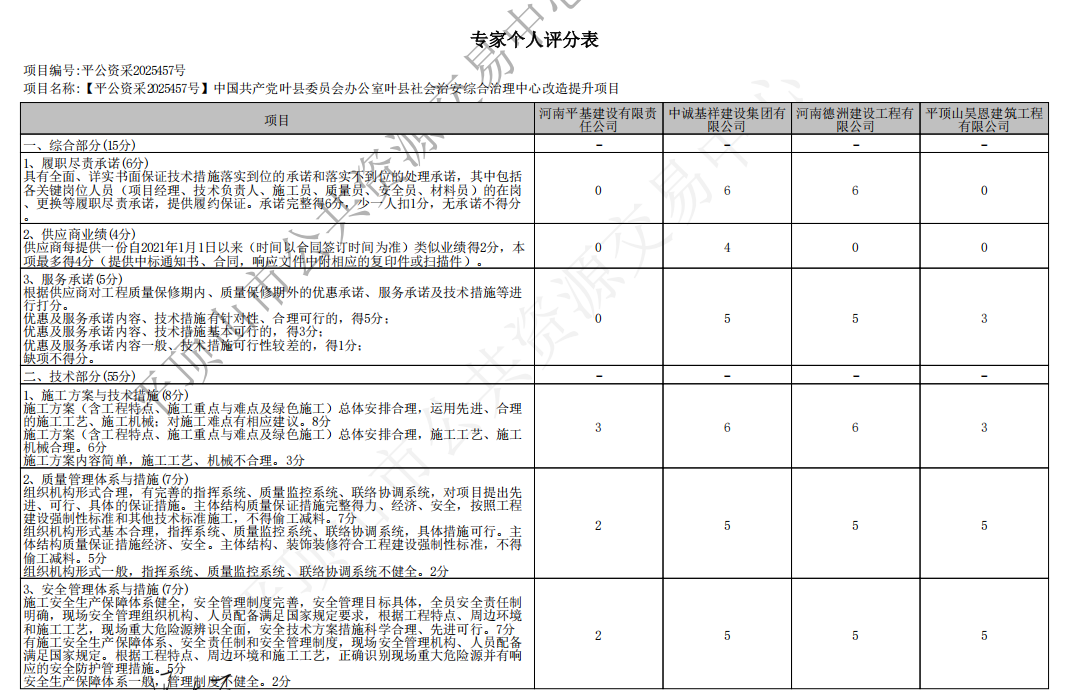 专家个人评分表
项目编号:平公资采2025457号
项目名称:【平公资采2025457号】中国共产党叶县委员会办公室叶县社会治安综合治理中心改造提升项目
项目
河南平基建设有限责
任公司
中诚基祥建设集团有
限公司
河南德洲建设工程有
限公司
平顶山昊恩建筑工程
有限公司
一、综合部分(15分)
－ － － －
1、履职尽责承诺(6分)
具有全面、详实书面保证技术措施落实到位的承诺和落实不到位的处理承诺，其中包括
各关键岗位人员（项目经理、技术负责人、施工员、质量员、安全员、材料员）的在岗
、更换等履职尽责承诺，提供履约保证。承诺完整得6分，少一人扣1分，无承诺不得分
。
0 6 6 0
2、供应商业绩(4分)
供应商每提供一份自2021年1月1日以来（时间以合同签订时间为准）类似业绩得2分，本
项最多得4分（提供中标通知书、合同，响应文件中附相应的复印件或扫描件）。
0 4 0 0
3、服务承诺(5分)
根据供应商对工程质量保修期内、质量保修期外的优惠承诺、服务承诺及技术措施等进
行打分。
优惠及服务承诺内容、技术措施有针对性、合理可行的，得5分；
优惠及服务承诺内容、技术措施基本可行的，得3分；
优惠及服务承诺内容一般、技术措施可行性较差的，得1分；
缺项不得分。
0 5 5 3
二、技术部分(55分)
－ － － －
1、施工方案与技术措施(8分)
施工方案（含工程特点、施工重点与难点及绿色施工）总体安排合理，运用先进、合理
的施工工艺、施工机械；对施工难点有相应建议。8分
施工方案（含工程特点、施工重点与难点及绿色施工）总体安排合理，施工工艺、施工
机械合理。6分
施工方案内容简单，施工工艺、机械不合理。3分
3 6 6 3
2、质量管理体系与措施(7分)
组织机构形式合理，有完善的指挥系统、质量监控系统、联络协调系统，对项目提出先
进、可行、具体的保证措施。主体结构质量保证措施完整得力、经济、安全，按照工程
建设强制性标准和其他技术标准施工，不得偷工减料。7分
组织机构形式基本合理，指挥系统、质量监控系统、联络协调系统，具体措施可行。主
体结构质量保证措施经济、安全。主体结构、装饰装修符合工程建设强制性标准，不得
偷工减料。5分
组织机构形式一般，指挥系统、质量监控系统、联络协调系统不健全。2分
2 5 5 5
3、安全管理体系与措施(7分)
施工安全生产保障体系健全，安全管理制度完善，安全管理目标具体，全员安全责任制
明确，现场安全管理组织机构、人员配备满足国家规定要求，根据工程特点、周边环境
和施工工艺，现场重大危险源辨识全面，安全技术方案措施科学合理、先进可行。7分
有施工安全生产保障体系、安全责任制和安全管理制度，现场安全管理机构、人员配备
满足国家规定。根据工程特点、周边环境和施工工艺，正确识别现场重大危险源并有响
应的安全防护管理措施。5分
安全生产保障体系一般，管理制度不健全。2分
2 5 5 5
平顶山市公共资源交易中心
平顶山市公共资源交易中心